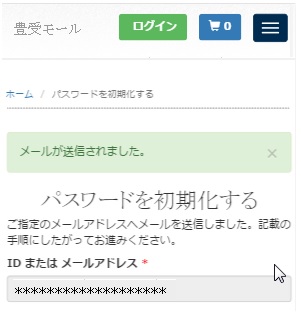 豊受モール
ログイン
0
ホーム / パスワードを初期化する
メールが送信されました。 ×
パスワードを初期化する
ご指定のメールアドレスへメールを送信しました。記載の
手順にしたがってお進みください。
ID または メールアドレス *
*******************